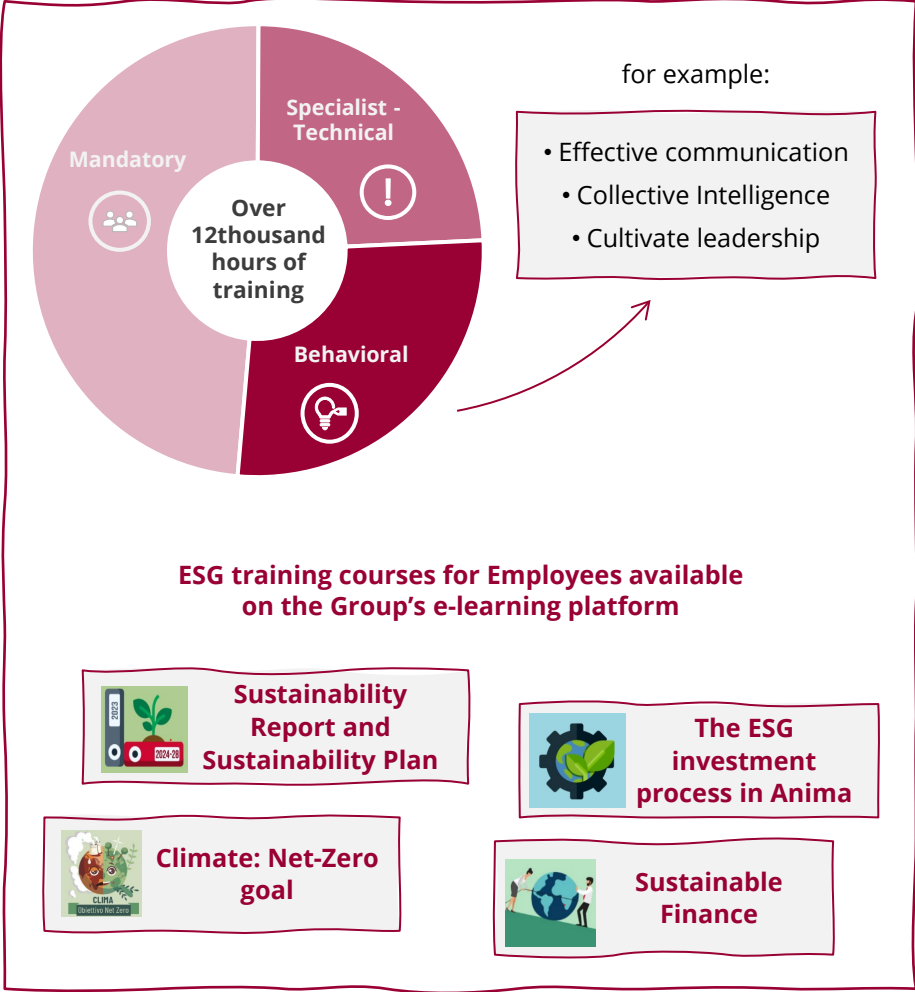 Specialist -
Technical
Mandatory
Over
12thousand
hours of
training
Behavioral
for example:
• Effective communication
• Collective Intelligence
• Cultivate leadership
ESG training courses for Employees available
on the Group’s e-learning platform
2023
2024-28
Sustainability
Report and
Sustainability Plan
The ESG
investment
process in Anima
CLIMA
Obiettivo Net Zero
Climate: Net-Zero
goal
Sustainable
Finance